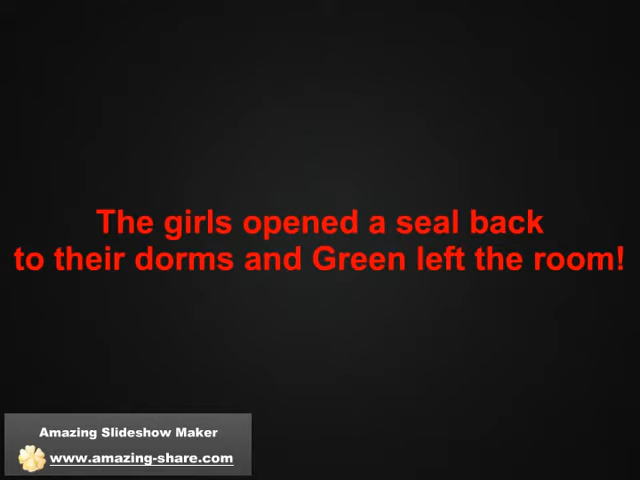 The girls opened a seal back
to their dorms and Green left the room!
Amazing Slideshow Maker
www.amazing-share.com